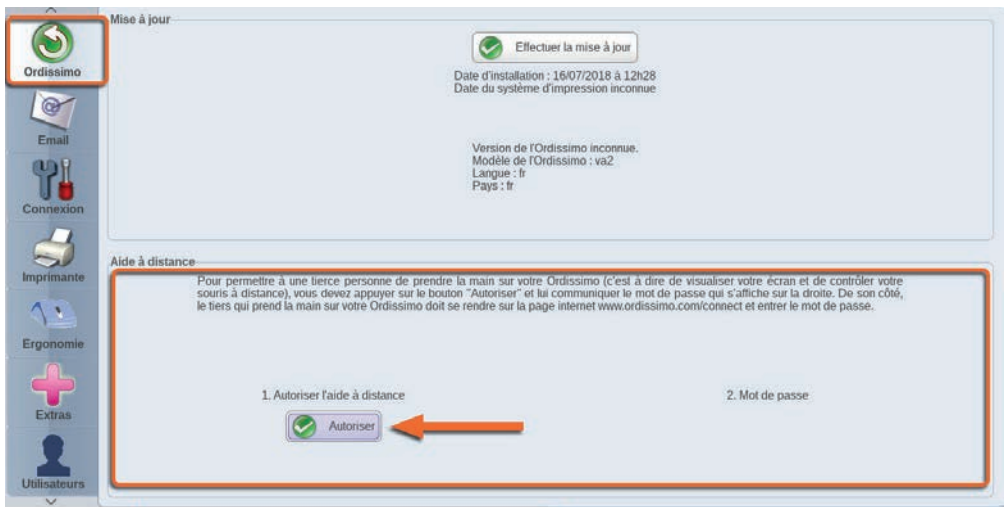 Ordissimo
Email
Connexion
Imprimante
Ergonomie
Extras
Utilisateurs
Mise à jour
Effectuer la mise à jour
Date d'installation : 16/07/2018 à 12h28
Date du système d'impression inconnue
Version de l'Ordissimo inconnue.
Modèle de l'Ordissimo : va2
Langue : fr
Pays : fr
Aide à distance
Pour permettre à une tierce personne de prendre la main sur votre Ordissimo (c'est à dire de visualiser votre écran et de contrôler votre
souris à distance), vous devez appuyer sur le bouton "Autoriser" et lui communiquer le mot de passe qui s'affiche sur la droite. De son côté,
le tiers qui prend la main sur votre Ordissimo doit se rendre sur la page internet www.ordissimo.com/connect et entrer le mot de passe.
1. Autoriser l'aide à distance
2. Mot de passe
Autoriser